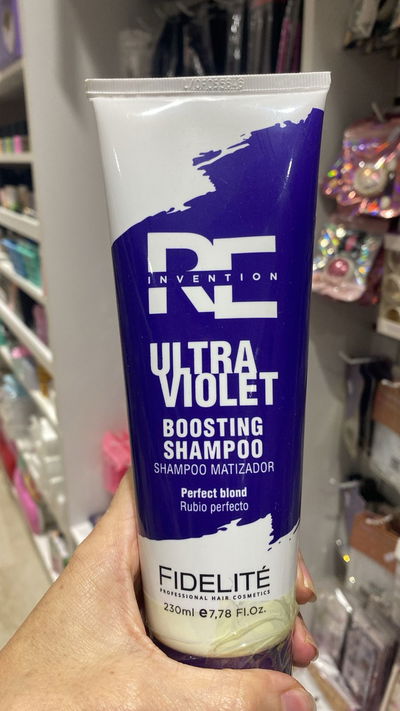 RE
INVENTION
ULTRA
VIOLET
BOOSTING
SHAMPOO
SHAMPOO MATIZADOR
Perfect blond
Rubio perfecto
FIDELITÉ
PROFESSIONAL HAIR COSMETICS
230ml e7,78 Fl.Oz.